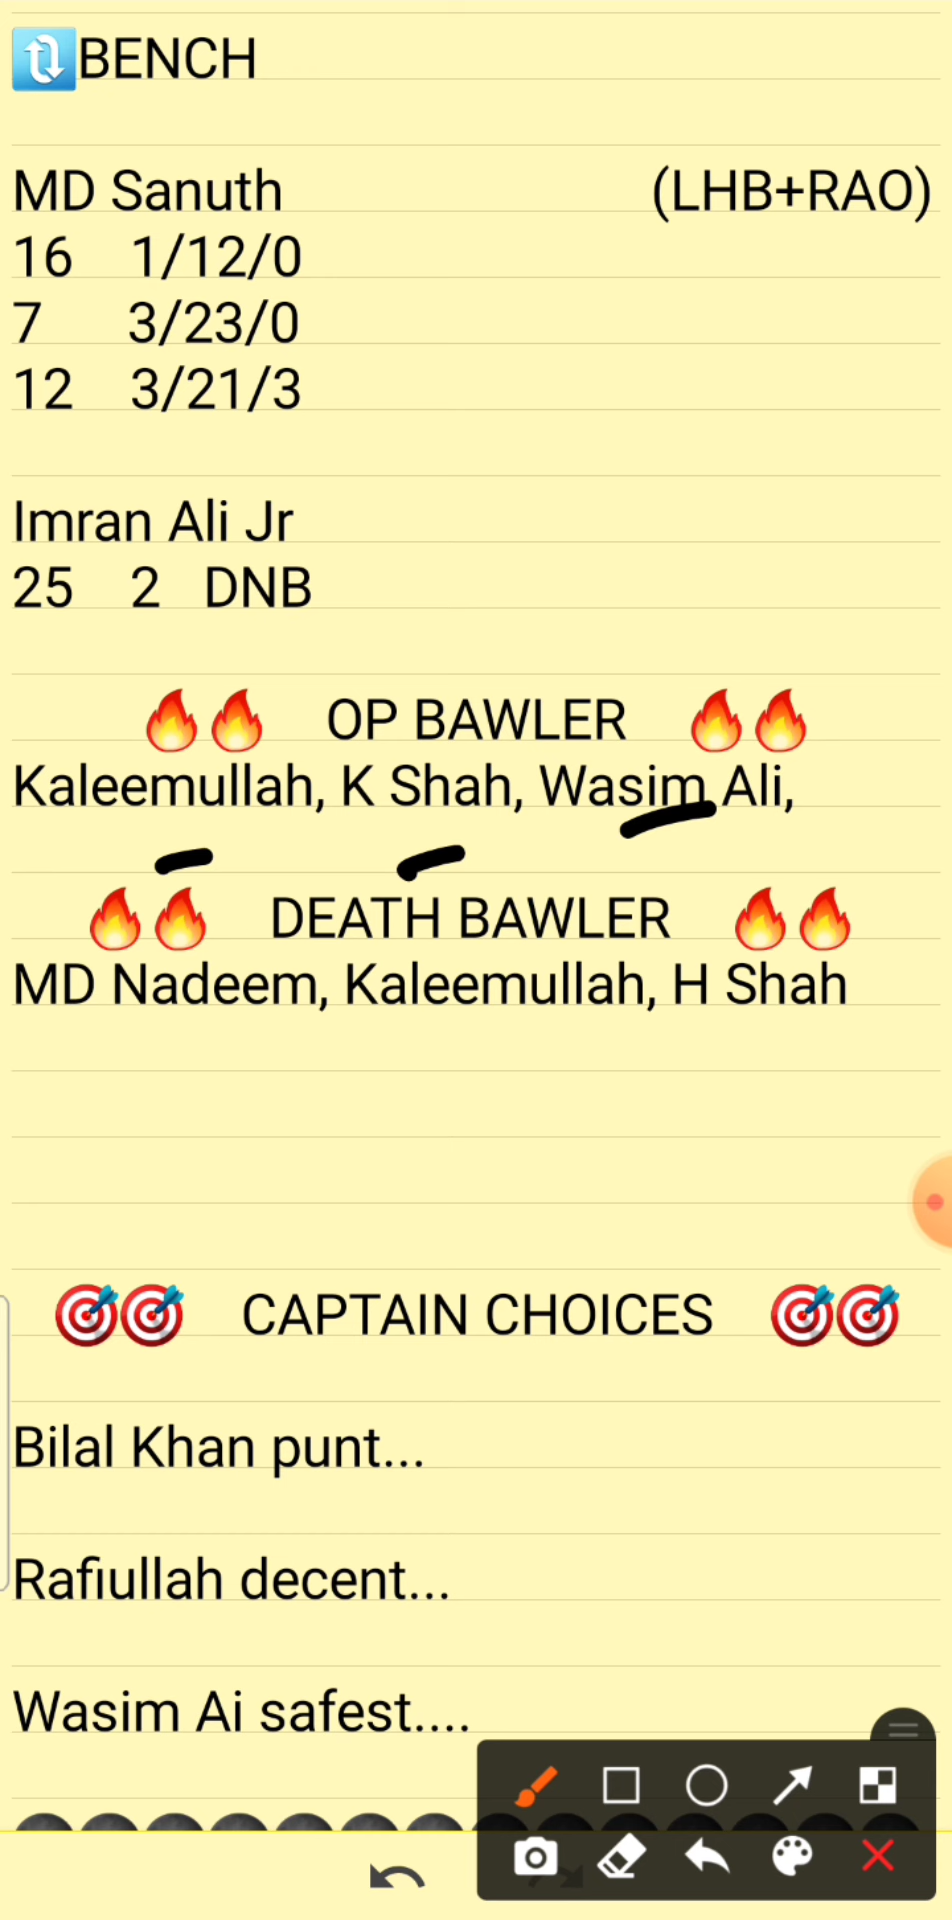 🔃BENCH
MD Sanuth (LHB+RAO)
16 1/12/0
7 3/23/0
12 3/21/3
Imran Ali Jr
25 2 DNB
🔥🔥 OP BAWLER 🔥🔥
Kaleemullah, K Shah, Wasim Ali,
🔥🔥 DEATH BAWLER 🔥🔥
MD Nadeem, Kaleemullah, H Shah
🎯🎯 CAPTAIN CHOICES 🎯🎯
Bilal Khan punt...
Rafiullah decent...
Wasim Ai safest....